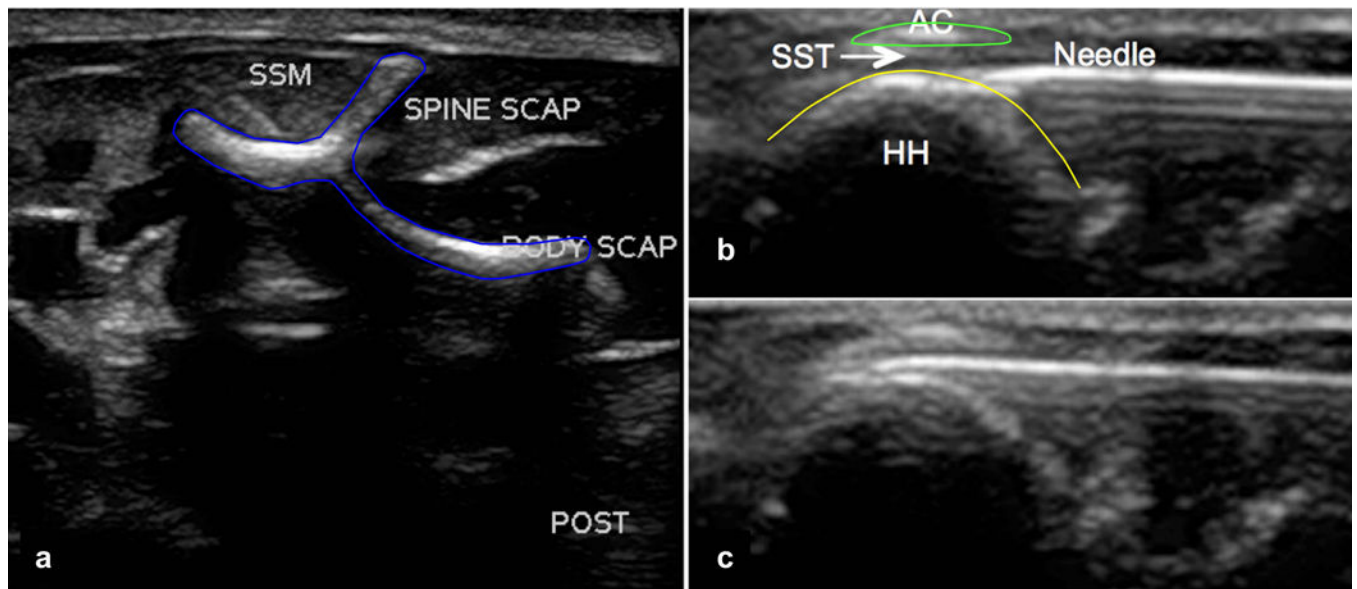 SSM
SPINE SCAP
BODY SCAP
POST
a
AC
SST
Needle
HH
b
c